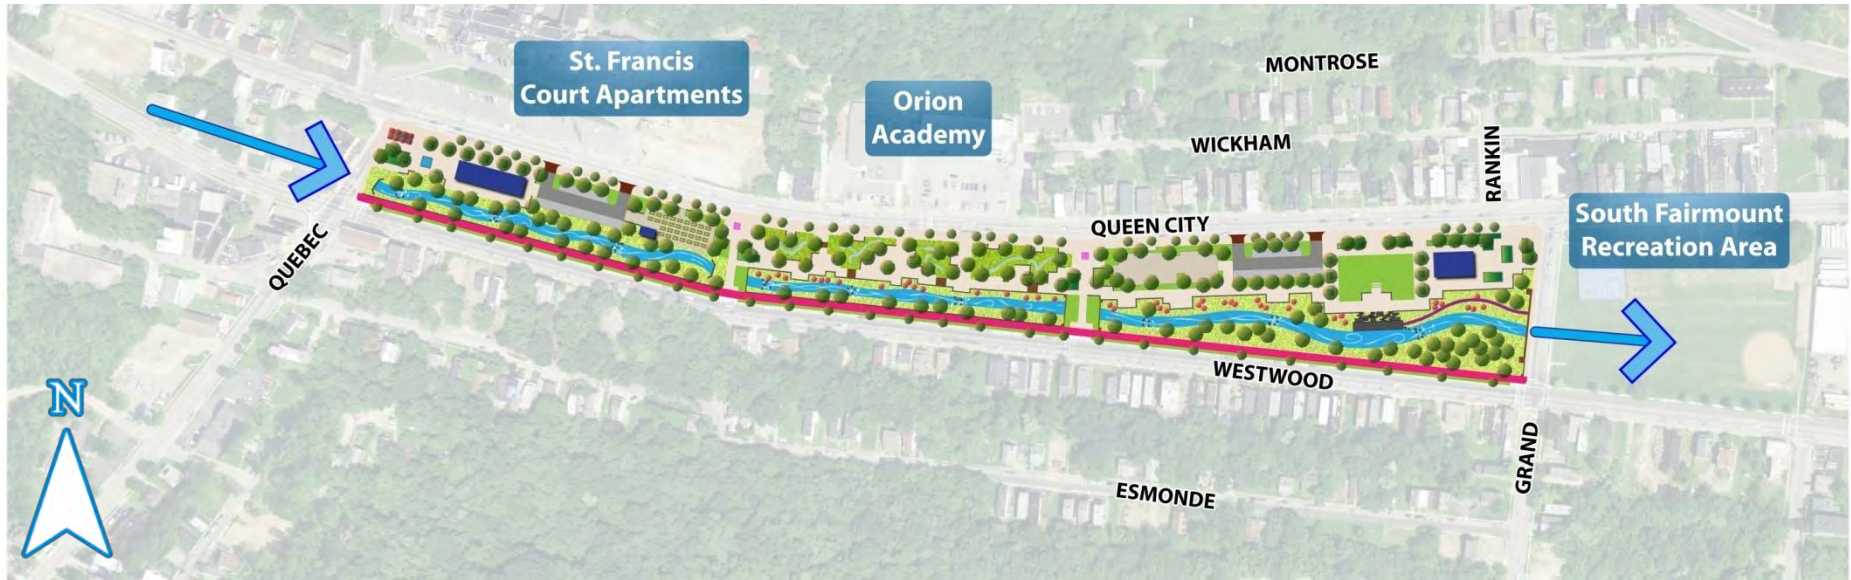 St. Francis
Court Apartments
Orion
Academy
MONTROSE
WICKHAM
RANKIN
QUEEN CITY
South Fairmount
Recreation Area
QUEBEC
WESTWOOD
GRAND
ESMONDE
N